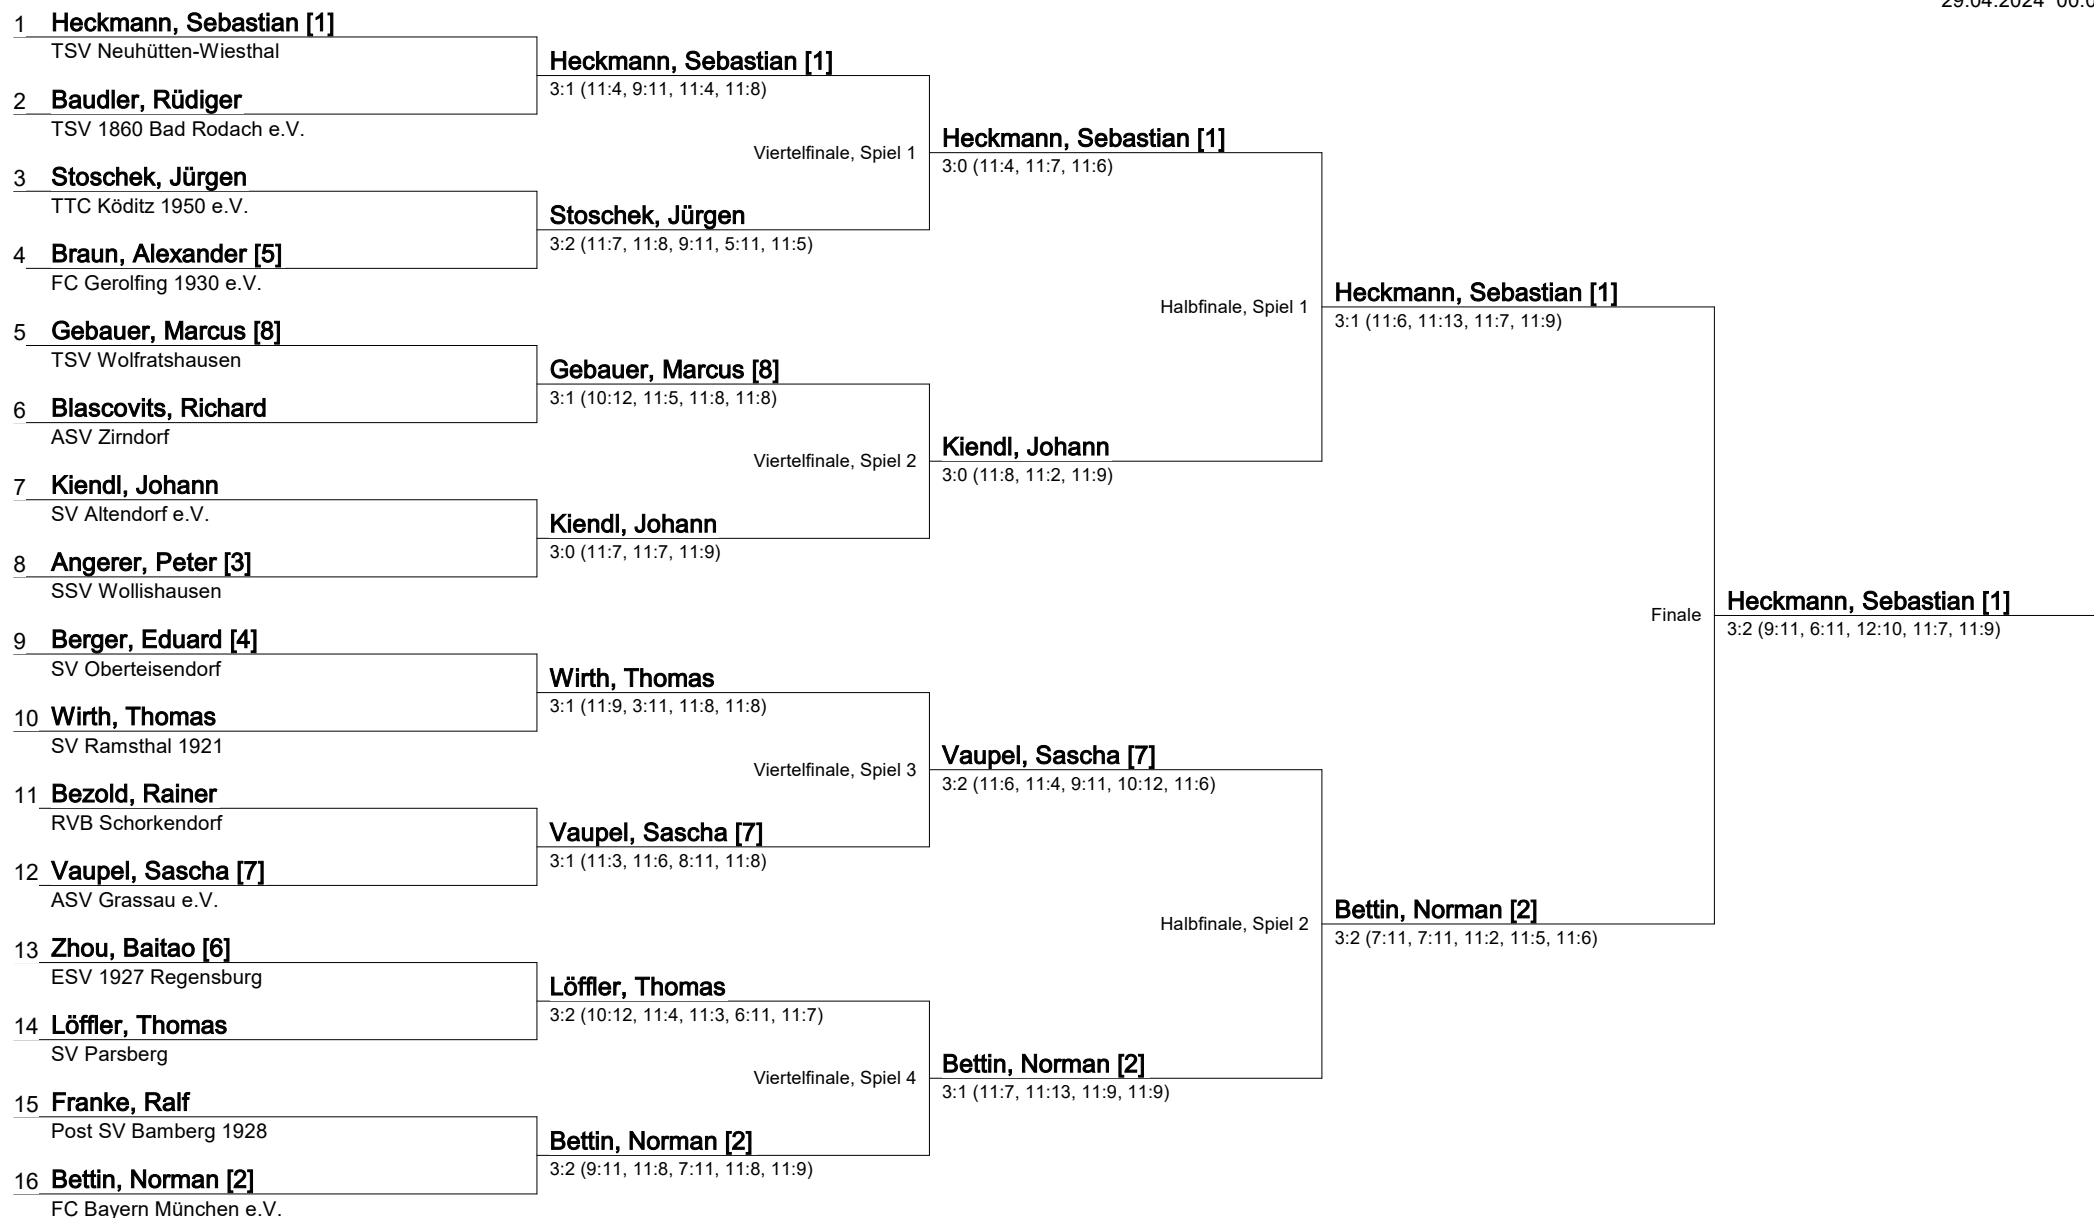 29.04.2024
1 Heckmann, Sebastian [1]
TSV Neuhütten-Wiesthal
2 Baudler, Rüdiger
TSV 1860 Bad Rodach e.V.
3 Stoschek, Jürgen
TTC Köditz 1950 e.V.
4 Braun, Alexander [5]
FC Gerolfing 1930 e.V.
5 Gebauer, Marcus [8]
TSV Wolfratshausen
6 Blascovits, Richard
ASV Zirndorf
7 Kiendl, Johann
SV Altendorf e.V.
8 Angerer, Peter [3]
SSV Wollishausen
9 Berger, Eduard [4]
SV Oberteisendorf
10 Wirth, Thomas
SV Ramsthal 1921
11 Bezold, Rainer
RVB Schorkendorf
12 Vaupel, Sascha [7]
ASV Grassau e.V.
13 Zhou, Baitao [6]
ESV 1927 Regensburg
14 Löffler, Thomas
SV Parsberg
15 Franke, Ralf
Post SV Bamberg 1928
16 Bettin, Norman [2]
FC Bayern München e.V.
Heckmann, Sebastian [1]
3:1 (11:4, 9:11, 11:4, 11:8)
Viertelfinale, Spiel 1
Stoschek, Jürgen
3:2 (11:7, 11:8, 9:11, 5:11, 11:5)
Gebauer, Marcus [8]
3:1 (10:12, 11:5, 11:8, 11:8)
Viertelfinale, Spiel 2
Kiendl, Johann
3:0 (11:7, 11:7, 11:9)
Wirth, Thomas
3:1 (11:9, 3:11, 11:8, 11:8)
Viertelfinale, Spiel 3
Vaupel, Sascha [7]
3:1 (11:3, 11:6, 8:11, 11:8)
Löffler, Thomas
3:2 (10:12, 11:4, 11:3, 6:11, 11:7)
Viertelfinale, Spiel 4
Bettin, Norman [2]
3:2 (9:11, 11:8, 7:11, 11:8, 11:9)
Heckmann, Sebastian [1]
3:0 (11:4, 11:7, 11:6)
Halbfinale, Spiel 1
Kiendl, Johann
3:0 (11:8, 11:2, 11:9)
Vaupel, Sascha [7]
3:2 (11:6, 11:4, 9:11, 10:12, 11:6)
Halbfinale, Spiel 2
Bettin, Norman [2]
3:1 (11:7, 11:13, 11:9, 11:9)
Heckmann, Sebastian [1]
3:1 (11:6, 11:13, 11:7, 11:9)
Finale
Bettin, Norman [2]
3:2 (7:11, 7:11, 11:2, 11:5, 11:6)
Heckmann, Sebastian [1]
3:2 (9:11, 6:11, 12:10, 11:7, 11:9)